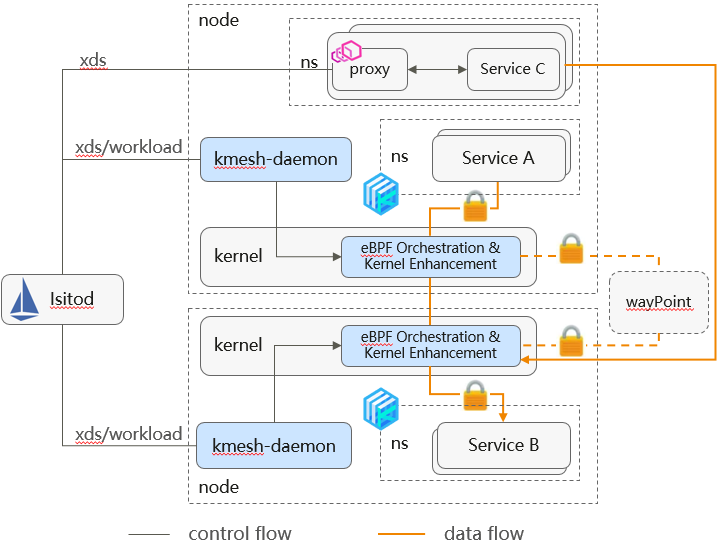 node
xds
ns
proxy
Service C
xds/workload
kmesh-daemon
ns
Service A
kernel
eBPF Orchestration &
Kernel Enhancement
lsitod
wayPoint
kernel
eBPF Orchestration &
Kernel Enhancement
xds/workload
kmesh-daemon
ns
Service B
node
control flow
data flow